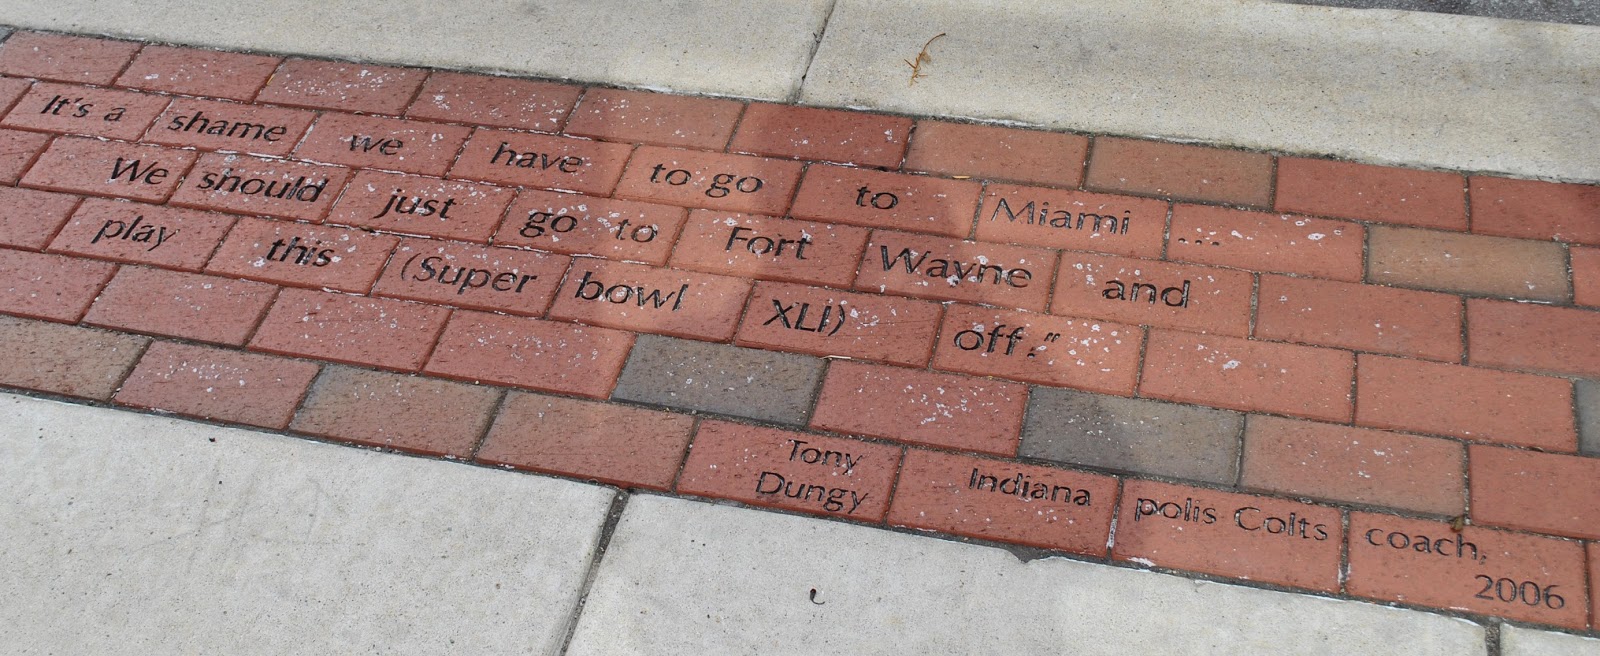 It's a shame we have to go to Miami ...
We should just go to Fort Wayne and
play this (Super bowl XLI) off."
Tony
Dungy Indiana polis Colts coach,
2006